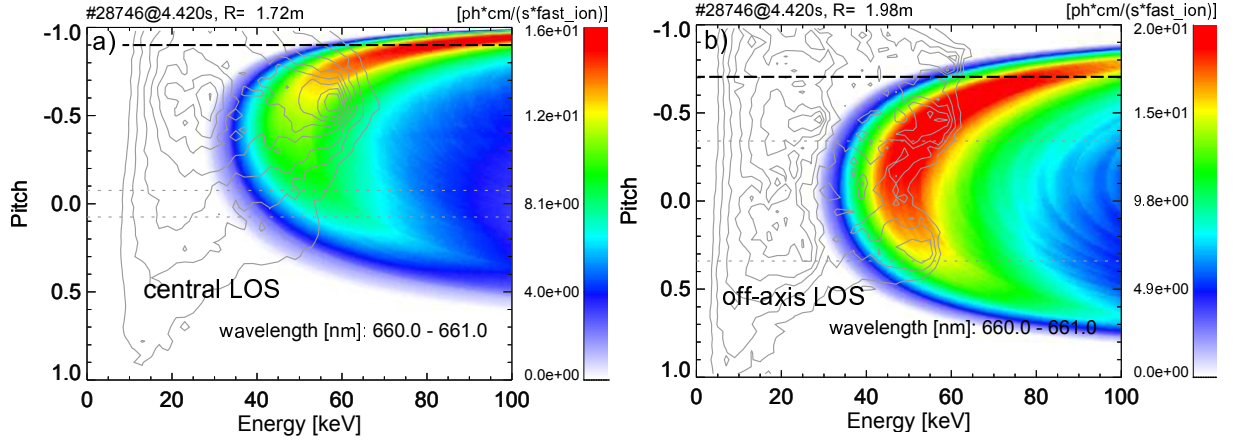 #28746@4.420s, R= 1.72m
[ph*cm/(s*fast_ion)]
a)
-1.0
-0.5
0.0
0.5
1.0
Pitch
central LOS
wavelength [nm]: 660.0 - 661.0
0
20
40
60
80
100
Energy [keV]
1.6e+01
1.2e+01
8.1e+00
4.0e+00
0.0e+00
#28746@4.420s, R= 1.98m
[ph*cm/(s*fast_ion)]
b)
-1.0
-0.5
0.0
0.5
1.0
Pitch
off-axis LOS
wavelength [nm]: 660.0 - 661.0
0
20
40
60
80
100
Energy [keV]
2.0e+01
1.5e+01
9.8e+00
4.9e+00
0.0e+00